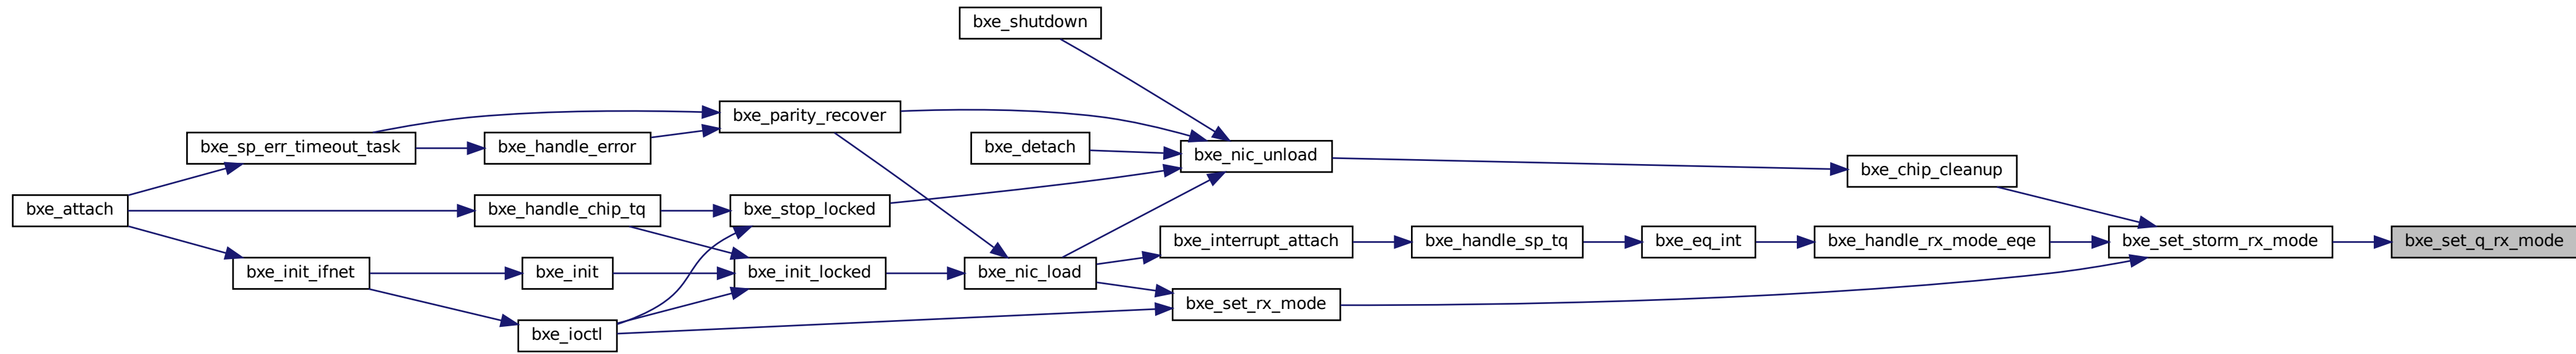 bxe_shutdown
bxe_parity_recover
bxe_sp_err_timeout_task
bxe_handle_error
bxe_detach
bxe_nic_unload
bxe_chip_cleanup
bxe_attach
bxe_handle_chip_tq
bxe_stop_locked
bxe_interrupt_attach
bxe_handle_sp_tq
bxe_eq_int
bxe_handle_rx_mode_eqe
bxe_set_storm_rx_mode
bxe_set_q_rx_mode
bxe_init_ifnet
bxe_init
bxe_init_locked
bxe_nic_load
bxe_set_rx_mode
bxe_ioctl